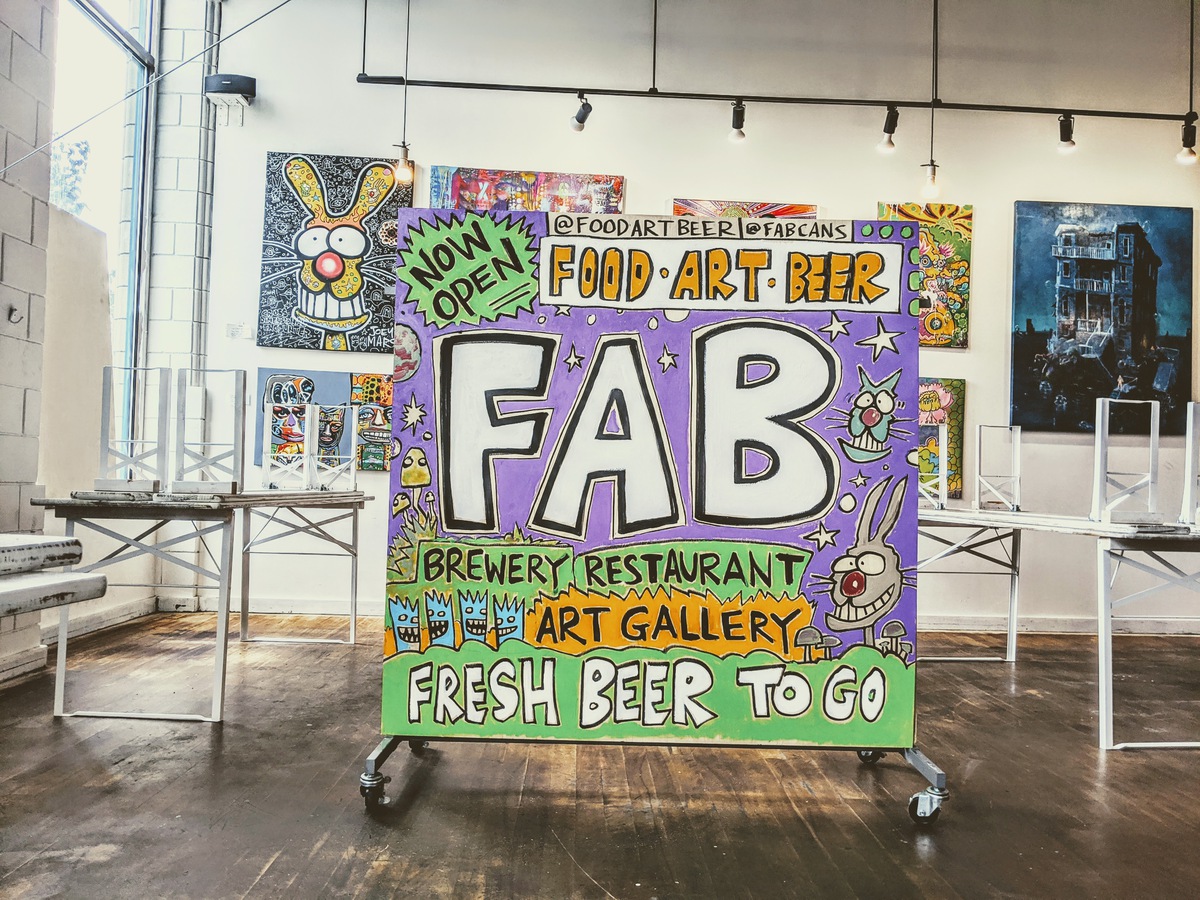 @FOODARTBEER|@FABCANS
NOW
OPEN
FOOD·ART·BEER
FAB
BREWERY RESTAURANT
ART GALLERY
FRESH BEER TO GO